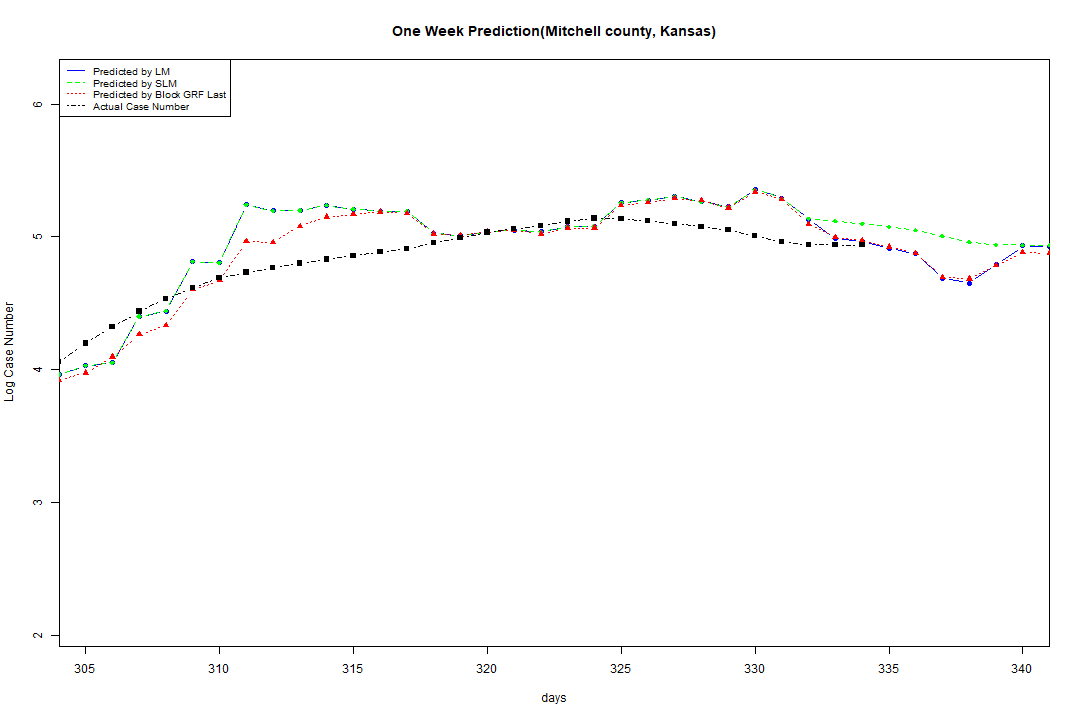 One Week Prediction(Mitchell county, Kansas)
Predicted by LM
Predicted by SLM
Predicted by Block GRF Last
Actual Case Number
Log Case Number
6
5
4
3
2
305 310 315 320 325 330 335 340
days